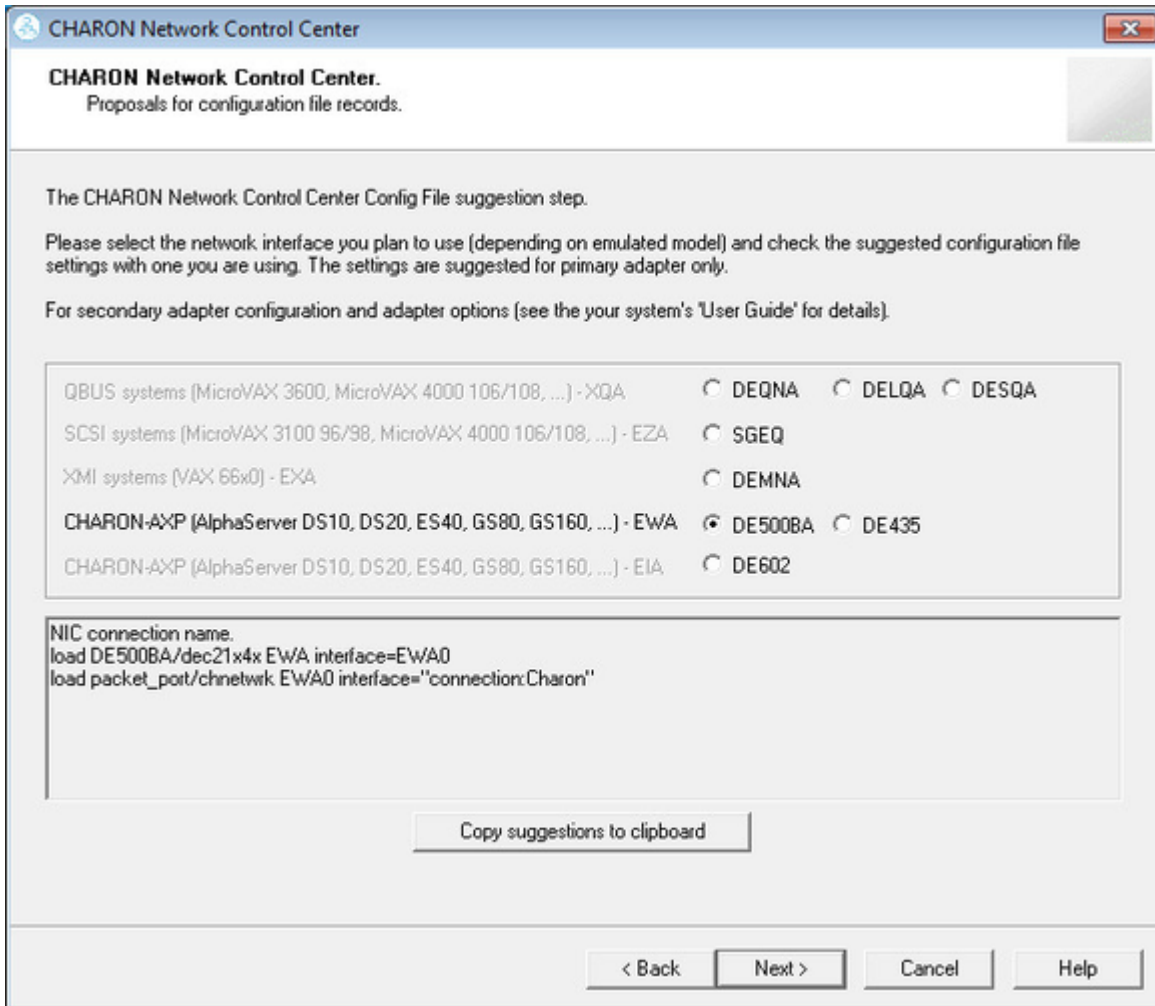 CHARON Network Control Center
CHARON Network Control Center.
Proposals for configuration file records.
The CHARON Network Control Center Config File suggestion step.
Please select the network interface you plan to use (depending on emulated model) and check the suggested configuration file
settings with one you are using. The settings are suggested for primary adapter only.
For secondary adapter configuration and adapter options (see the your system's 'User Guide' for details).
QBUS systems (MicroVAX 3600, MicroVAX 4000 106/108, ...) - XQA DEQNA DELQA DESQA
SCSI systems (MicroVAX 3100 96/98, MicroVAX 4000 106/108, ...) - EZA SGEQ
XMI systems (VAX 66x0) - EXA DEMNA
CHARON-AXP (AlphaServer DS10, DS20, ES40, GS80, GS160, ...) - EWA DE500BA DE435
CHARON-AXP (AlphaServer DS10, DS20, ES40, GS80, GS160, ...) - EIA DE602
NIC connection name.
load DE500BA/dec21x4x EWA interface=EWA0
load packet_port/chnetwrk EWA0 interface="connection:Charon"
Copy suggestions to clipboard
< Back Next > Cancel Help